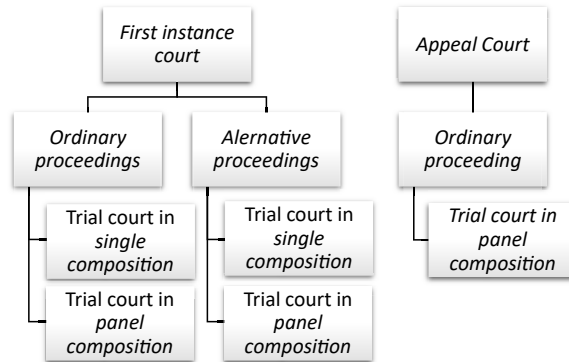 First instance
court
Appeal Court
Ordinary
proceedings
Alernative
proceedings
Ordinary
proceeding
Trial court in
single
composition
Trial court in
single
composition
Trial court in
panel
composition
Trial court in
panel
composition
Trial court in
panel
composition